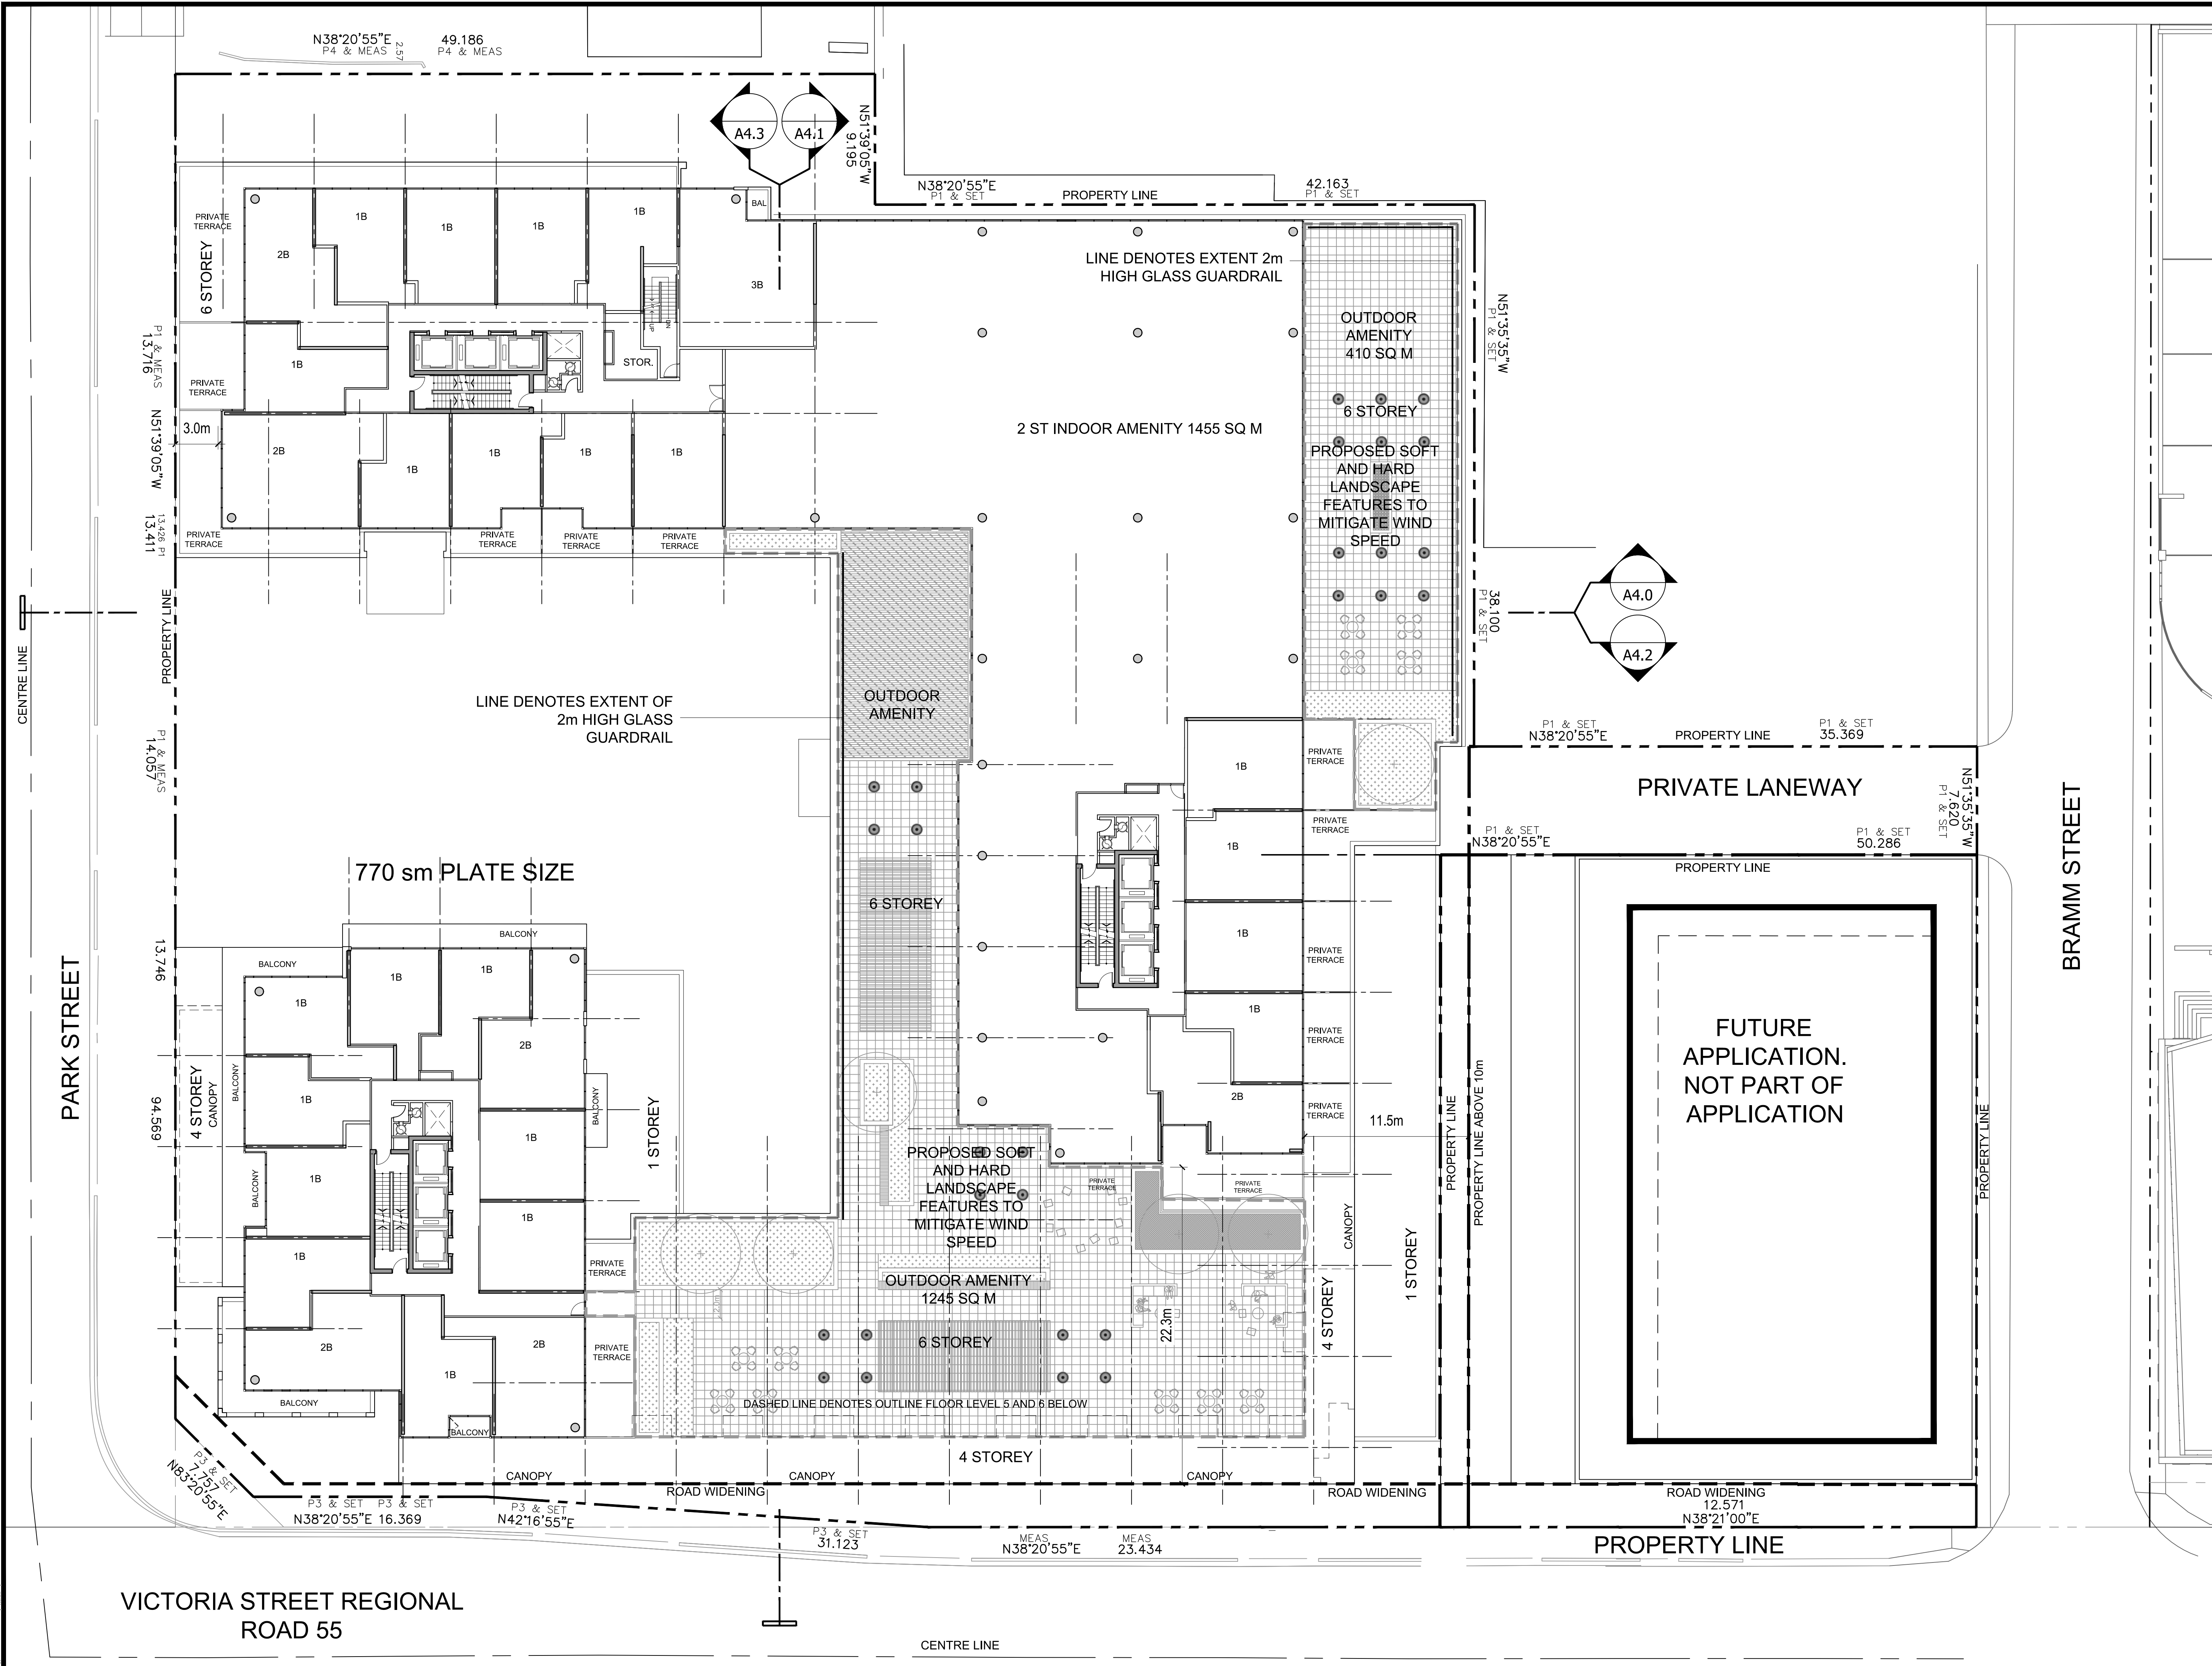 N38°20'55"E
P4 & MEAS
2.57
49.186
P4 & MEAS
A4.3
A4.1
N51°39'05"W
9.195
N38°20'55"E
P1 & SET
PROPERTY LINE
42.163
P1 & SET
PRIVATE
TERRACE
6 STOREY
2B
1B
1B
1B
1B
BAL
3B
UP
DN
STOR.
1B
PRIVATE
TERRACE
LINE DENOTES EXTENT 2m
HIGH GLASS GUARDRAIL
OUTDOOR
AMENITY
410 SQ M
6 STOREY
PROPOSED SOFT
AND HARD
LANDSCAPE
FEATURES TO
MITIGATE WIND
SPEED
N51°35'35"W
P1 & SET
P1 & MEAS
13.716
N51°39'05"W
3.0m
13.426 P1
13.411
2B
1B
1B
1B
1B
PRIVATE
TERRACE
PRIVATE
TERRACE
PRIVATE
TERRACE
PRIVATE
TERRACE
2 ST INDOOR AMENITY 1455 SQ M
38.100
P1 & SET
A4.0
A4.2
CENTRE LINE
PROPERTY LINE
P1 & MEAS
14.057
LINE DENOTES EXTENT OF
2m HIGH GLASS
GUARDRAIL
OUTDOOR
AMENITY
P1 & SET
N38°20'55"E
PROPERTY LINE
P1 & SET
35.369
PRIVATE LANEWAY
N51°35'35"W
7.620
P1 & SET
P1 & SET
N38°20'55"E
P1 & SET
50.286
PROPERTY LINE
BRAMM STREET
1B
PRIVATE
TERRACE
1B
PRIVATE
TERRACE
1B
PRIVATE
TERRACE
1B
PRIVATE
TERRACE
2B
PRIVATE
TERRACE
6 STOREY
770 sm PLATE SIZE
13.746
PARK STREET
94.569
4 STOREY
CANOPY
BALCONY
BALCONY
1B
1B
1B
2B
BALCONY
1B
BALCONY
1B
BALCONY
1B
1B
1B
2B
1B
2B
BALCONY
BALCONY
1 STOREY
PRIVATE
TERRACE
PRIVATE
TERRACE
PROPOSED SOFT
AND HARD
LANDSCAPE
FEATURES TO
MITIGATE WIND
SPEED
PRIVATE
TERRACE
PRIVATE
TERRACE
OUTDOOR AMENITY
1245 SQ M
6 STOREY
22.3m
DASHED LINE DENOTES OUTLINE FLOOR LEVEL 5 AND 6 BELOW
4 STOREY
11.5m
CANOPY
4 STOREY
1 STOREY
PROPERTY LINE
PROPERTY LINE ABOVE 10m
FUTURE
APPLICATION.
NOT PART OF
APPLICATION
PROPERTY LINE
P3 & SET
7.757
N83°20'55"E
CANOPY
CANOPY
CANOPY
ROAD WIDENING
ROAD WIDENING
ROAD WIDENING
12.571
N38°21'00"E
P3 & SET
P3 & SET
N38°20'55"E 16.369
P3 & SET
N42°16'55"E
P3 & SET
31.123
MEAS
N38°20'55"E
MEAS
23.434
PROPERTY LINE
VICTORIA STREET REGIONAL
ROAD 55
CENTRE LINE